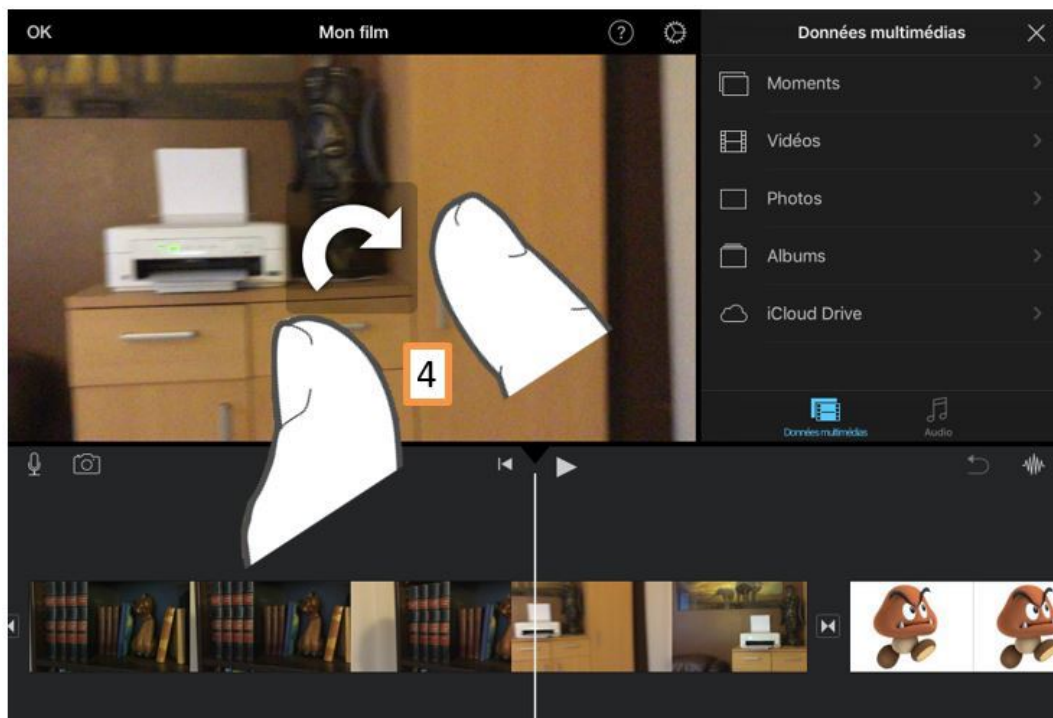 OK
Mon film
?
Données multimédias
Moments
Vidéos
Photos
Albums
iCloud Drive
4
Données multimédias
Audio